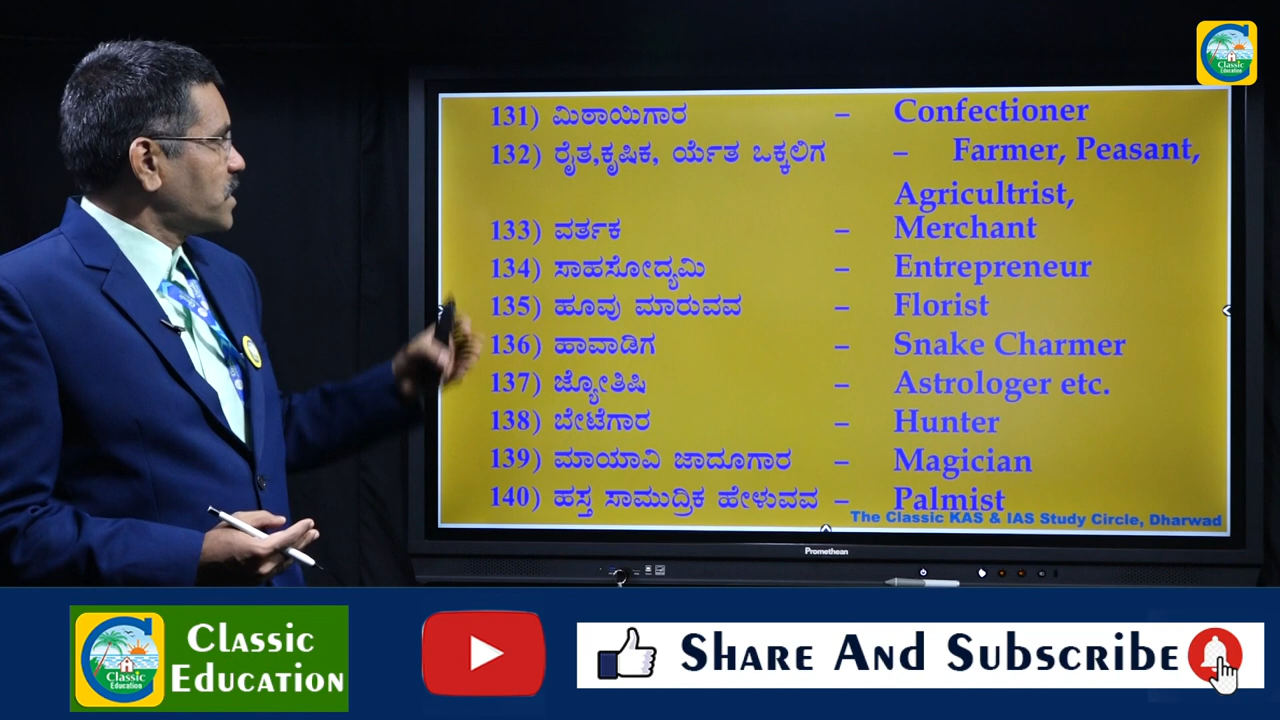 Classic
Education
131) ಮಿಠಾಯಿಗಾರ – Confectioner
132) ರೈತ,ಕೃಷಿಕ, ರ್ಯೆತ ಒಕ್ಕಲಿಗ – Farmer, Peasant,
Agricultrist,
133) ವರ್ತಕ – Merchant
134) ಸಾಹಸೋದ್ಯಮಿ – Entrepreneur
135) ಹೂವು ಮಾರುವವ – Florist
136) ಹಾವಾಡಿಗ – Snake Charmer
137) ಜ್ಯೋತಿಷಿ – Astrologer etc.
138) ಬೇಟೆಗಾರ – Hunter
139) ಮಾಯಾವಿ ಜಾದೂಗಾರ – Magician
140) ಹಸ್ತ ಸಾಮುದ್ರಿಕ ಹೇಳುವವ – Palmist
The Classic KAS & IAS Study Circle, Dharwad
Promethean
Classic
Education
Classic
Education
Share And Subscribe